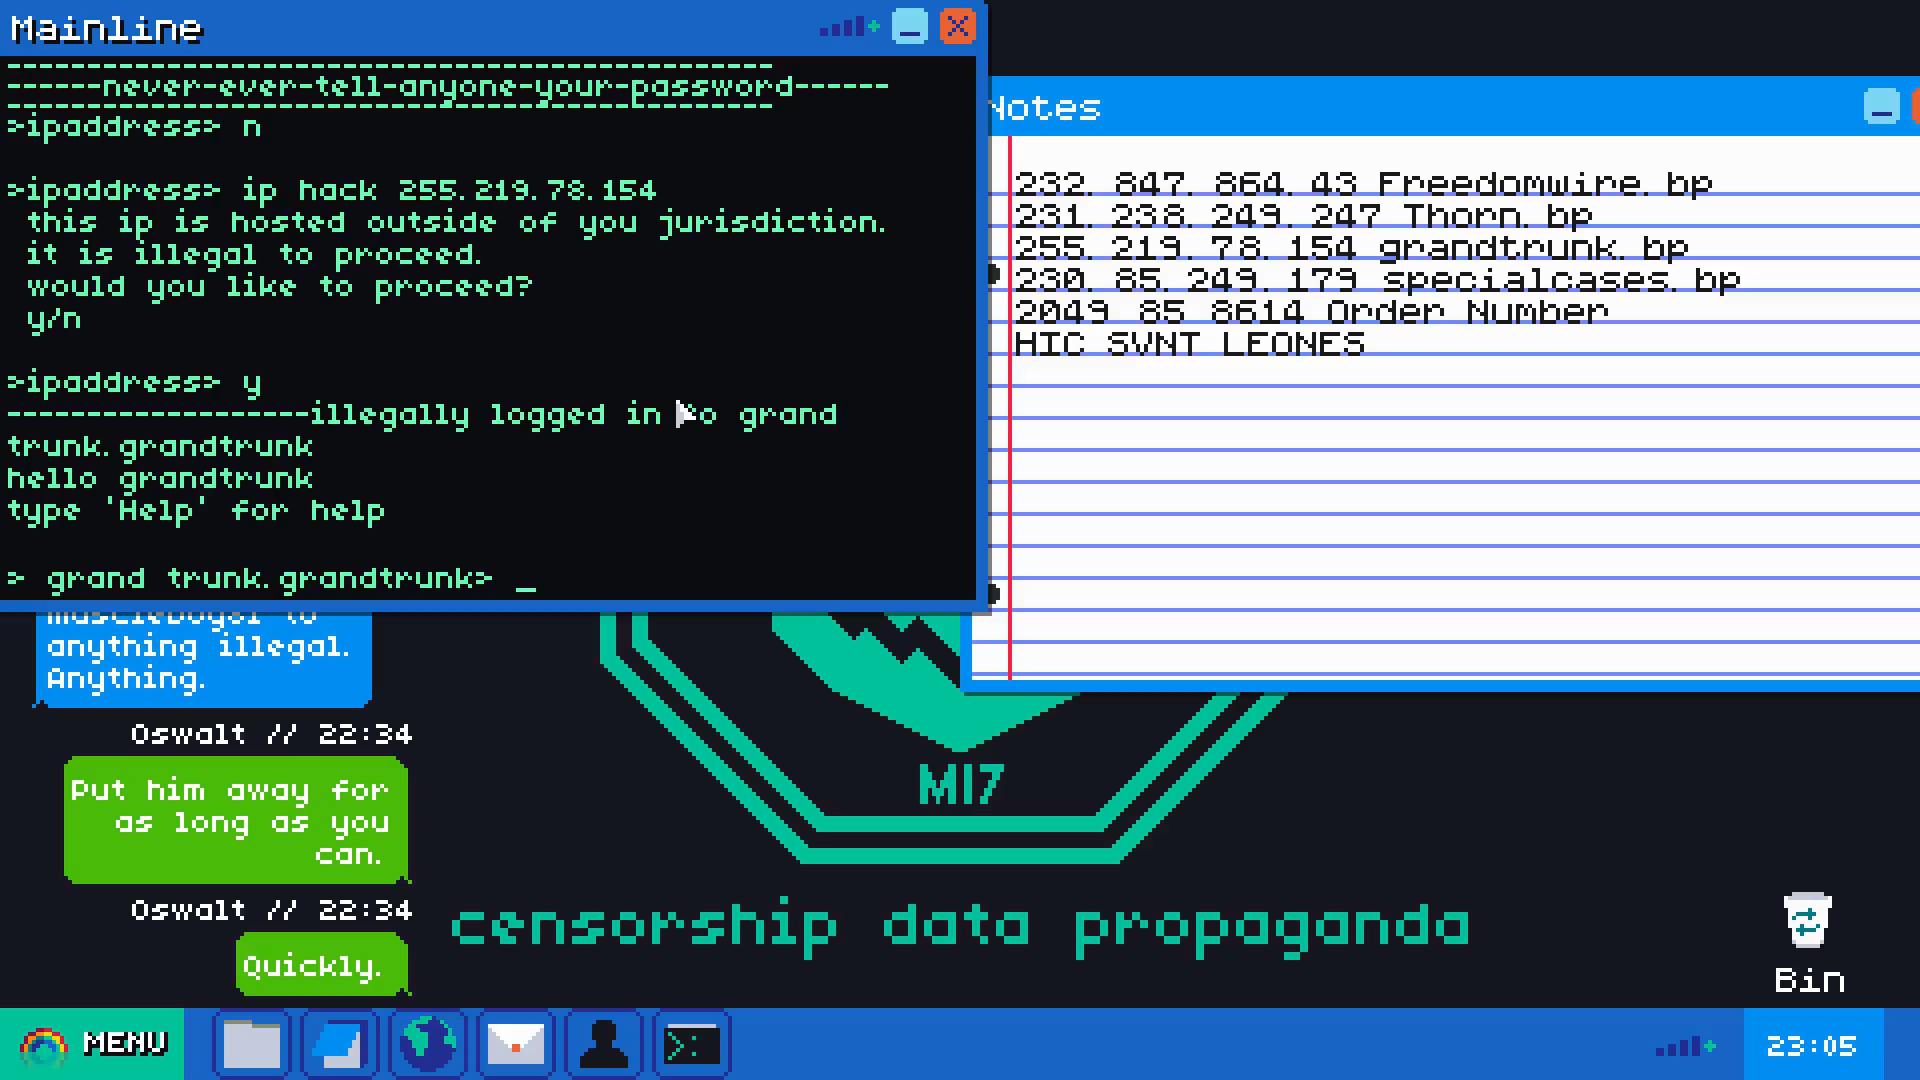 Mainline
------never-ever-tell-anyone-your-password------
>ipaddress> n
>ipaddress> ip hack 255.219.78.154
this ip is hosted outside of you jurisdiction.
it is illegal to proceed.
would you like to proceed?
y/n
>ipaddress> y
-------------------illegally logged in to grand
trunk.grandtrunk
hello grandtrunk
type 'Help' for help
> grand trunk.grandtrunk> _
Notes
232. 847. 864. 43 Freedomwire. bp
231. 238. 249. 247 Thorn. bp
255. 219. 78. 154 grandtrunk. bp
230. 85. 249. 179 specialcases. bp
2049 85 8614 Order Number
HIC SVNT LEONES
to
anything illegal.
Anything.
Oswalt // 22:34
Put him away for
as long as you
can.
Oswalt // 22:34
Quickly.
MI7
censorship data propaganda
Bin
MENU
>:
23:05